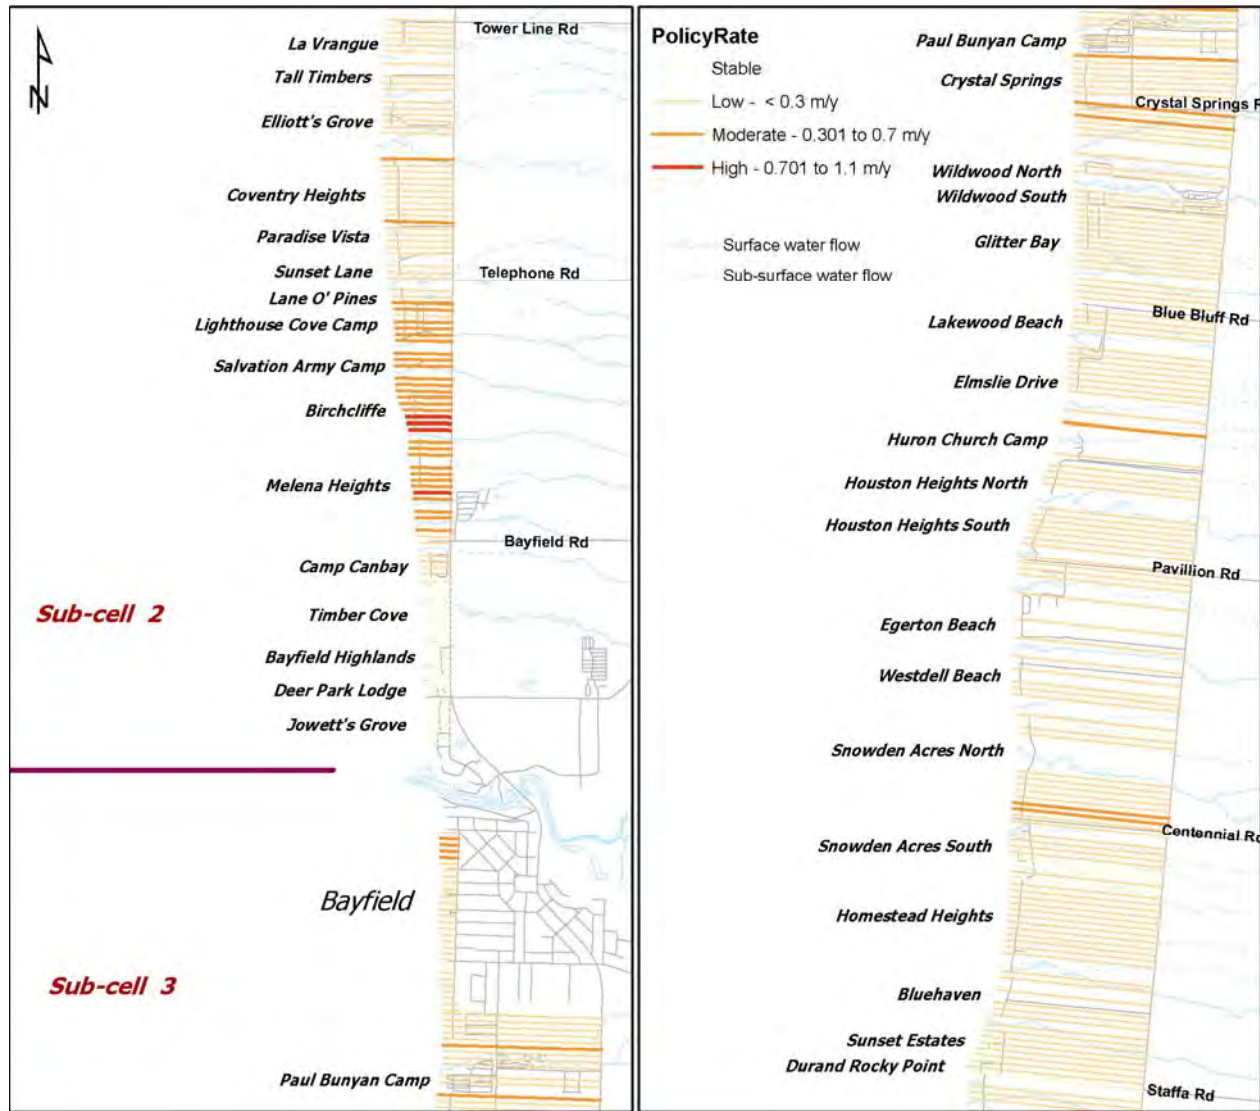 Tower Line Rd
La Vrangue
Tall Timbers
Elliott's Grove
Coventry Heights
Paradise Vista
Sunset Lane
Telephone Rd
Lane O' Pines
Lighthouse Cove Camp
Salvation Army Camp
Birchcliffe
Melena Heights
Bayfield Rd
Camp Canbay
Sub-cell 2
Timber Cove
Bayfield Highlands
Deer Park Lodge
Jowett's Grove
Bayfield
Sub-cell 3
Paul Bunyan Camp
N
PolicyRate
Stable
Low - < 0.3 m/y
Moderate - 0.301 to 0.7 m/y
High - 0.701 to 1.1 m/y
Surface water flow
Sub-surface water flow
Paul Bunyan Camp
Crystal Springs
Crystal Springs R
Wildwood North
Wildwood South
Glitter Bay
Lakewood Beach
Blue Bluff Rd
Elmslie Drive
Huron Church Camp
Houston Heights North
Houston Heights South
Pavillion Rd
Egerton Beach
Westdell Beach
Snowden Acres North
Centennial Rd
Snowden Acres South
Homestead Heights
Bluehaven
Sunset Estates
Durand Rocky Point
Staffa Rd